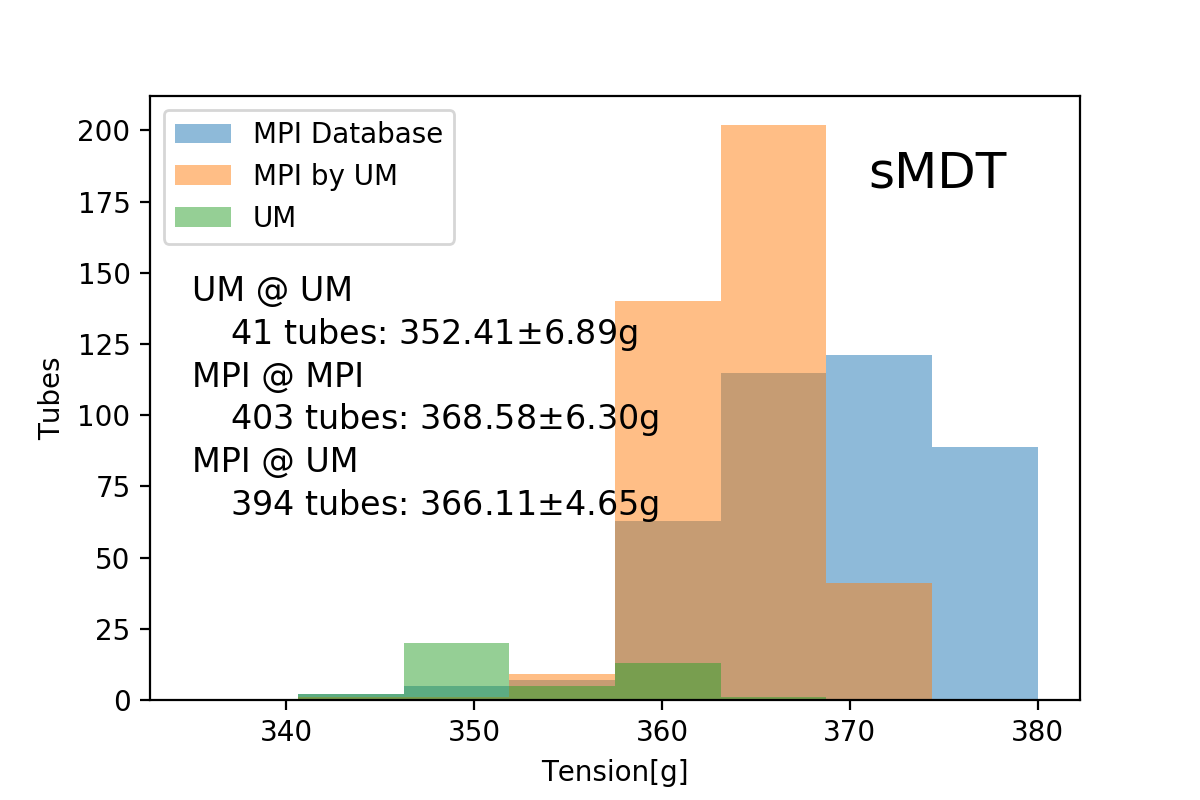 MPI Database
MPI by UM
UM
sMDT
UM @ UM
41 tubes: 352.41±6.89g
MPI @ MPI
403 tubes: 368.58±6.30g
MPI @ UM
394 tubes: 366.11±4.65g
Tubes
200
175
150
125
100
75
50
25
0
340 350 360 370 380
Tension[g]